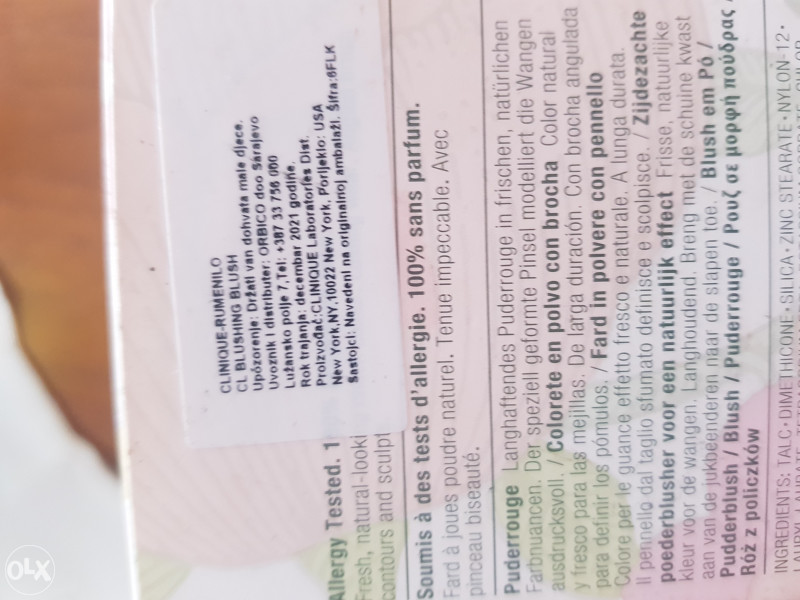 CLINIQUE-RUMENILO
CL BLUSHING BLUSH
Upozorenje: Držati van dohvata male djece.
Uvoznik i distributer: ORBICO doo Sarajevo
Lužansko polje 7,Tel: +387 33 756 000
Rok trajanja: decembar 2021 godine.
Proizvođač:CLINIQUE Laboratories Dist.
New York,NY,10022 New York, Porijeklo: USA
Sastojci: Navedeni na originalnoj ambalaži. Šifra:6FLK
Allergy Tested. 1
Fresh, natural-looki
contours and sculpt
Soumis à des tests d'allergie. 100% sans parfum.
Fard à joues poudre naturel. Tenue impeccable. Avec
pinceau biseauté.
Puderrouge Langhaftendes Puderrouge in frischen, natürlichen
Farbnuancen. Der speziell geformte Pinsel modelliert die Wangen
ausdrucksvoll. / Colorete en polvo con brocha Color natural
y fresco para las mejillas. De larga duración. Con brocha angulada
para definir los pómulos. / Fard in polvere con pennello
Colore per le guance effetto fresco e naturale. A lunga durata.
Il pennello dal taglio sfumato definisce e scolpisce. / Zijdezachte
poederblusher voor een natuurlijk effect Frisse, natuurlijke
kleur voor de wangen. Langhoudend. Breng met de schuine kwast
aan van de jukbeenderen naar de slapen toe. / Blush em Pó /
Pudderblush / Blush / Puderrouge / Ρουζ σε μορφή πούδρας
Róż z policzków
INGREDIENTS: TALC • DIMETHICONE • SILICA • ZINC STEARATE • NYLON-12 •
OLX